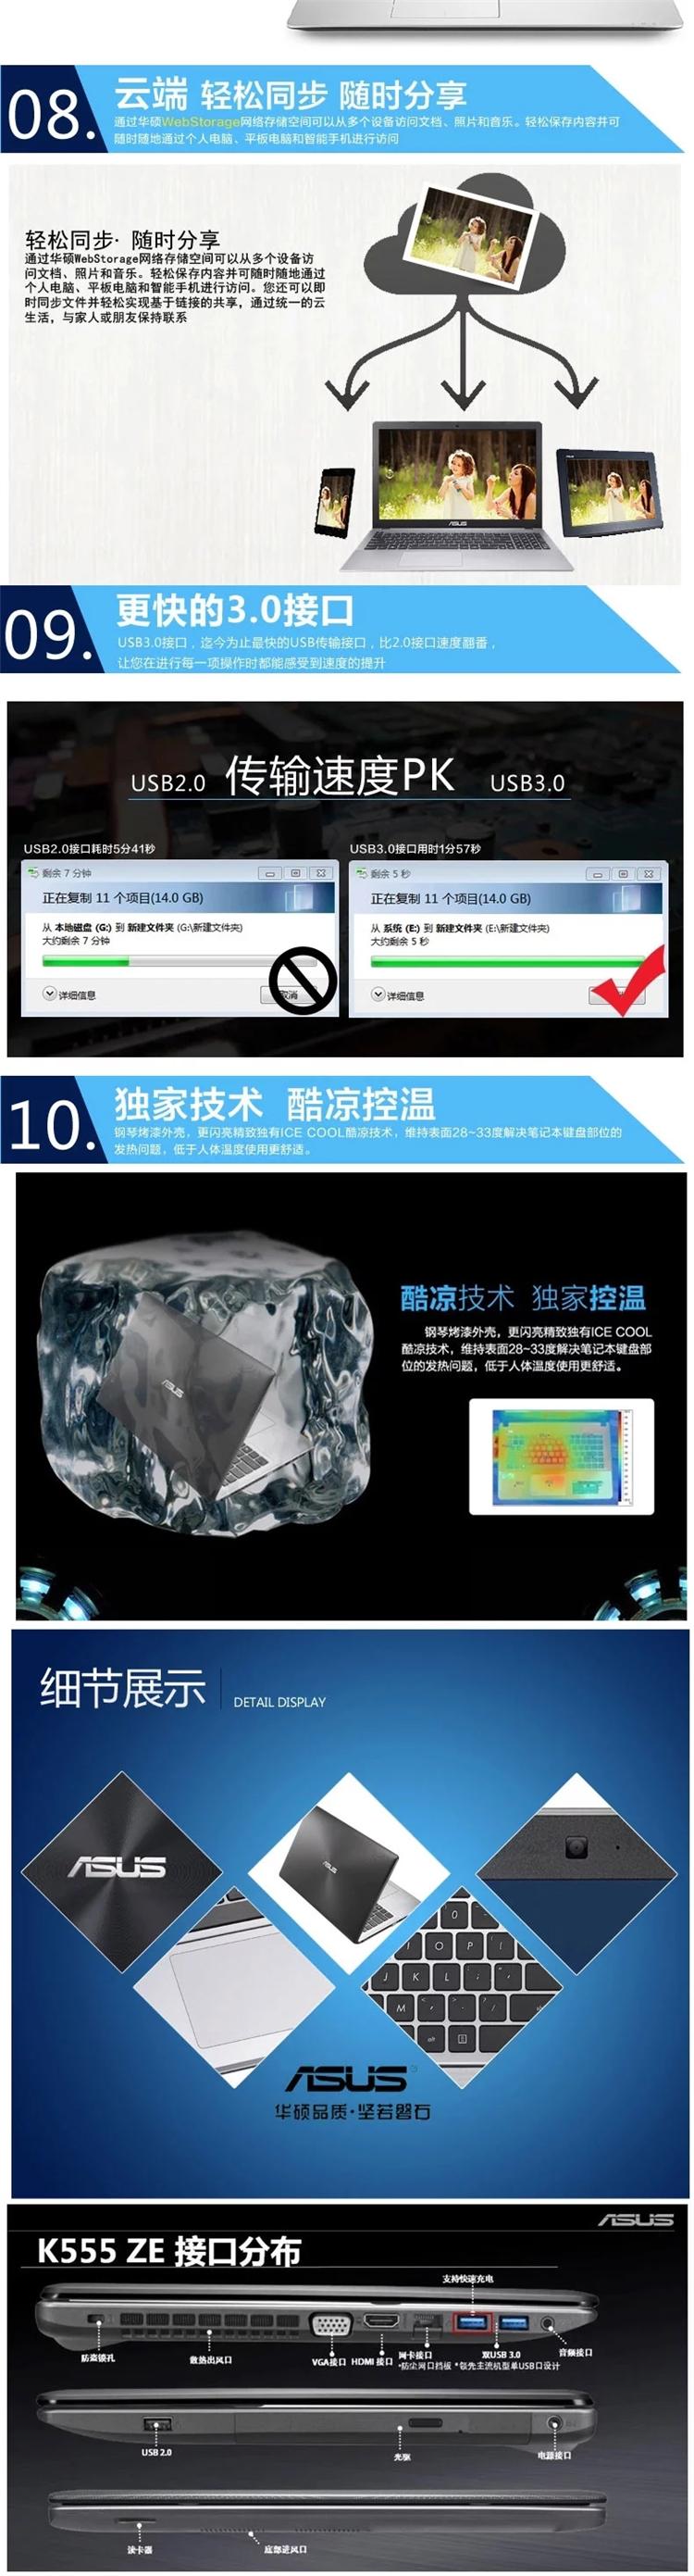 08.
云端 轻松同步 随时分享
通过华硕WebStorage网络存储空间可以从多个设备访问文档、照片和音乐。轻松保存内容并可
随时随地通过个人电脑、平板电脑和智能手机进行访问
轻松同步· 随时分享
通过华硕WebStorage网络存储空间可以从多个设备访
问文档、照片和音乐。轻松保存内容并可随时随地通过
个人电脑、平板电脑和智能手机进行访问。您还可以即
时同步文件并轻松实现基于链接的共享，通过统一的云
生活，与家人或朋友保持联系
ASUS
09.
更快的3.0接口
USB3.0接口，迄今为止最快的USB传输接口，比2.0接口速度翻番，
让您在进行每一项操作时都能感受到速度的提升
USB2.0 传输速度PK USB3.0
USB2.0接口耗时5分41秒
USB3.0接口用时1分57秒
剩余 7 分钟
正在复制 11 个项目(14.0 GB)
从 本地磁盘 (G:) 到 新建文件夹 (G:\新建文件夹)
大约剩余 7 分钟
详细信息
取消
剩余 5 秒
正在复制 11 个项目(14.0 GB)
从 系统 (E:) 到 新建文件夹 (E:\新建文件夹)
大约剩余 5 秒
详细信息
10.
独家技术 酷凉控温
钢琴烤漆外壳，更闪亮精致独有ICE COOL酷凉技术，维持表面28~33度解决笔记本键盘部位的
发热问题，低于人体温度使用更舒适。
ASUS
酷凉技术 独家控温
钢琴烤漆外壳，更闪亮精致独有ICE COOL
酷凉技术，维持表面28~33度解决笔记本键盘部
位的发热问题，低于人体温度使用更舒适。
细节展示
DETAIL DISPLAY
ASUS
ASUS
0
I O P
J K L
M
ASUS
华硕品质·坚若磐石
ASUS
K555 ZE 接口分布
支持快速充电
防盗锁孔
散热出风口
VGA接口
HDMI 接口
网卡接口
双USB 3.0
音频接口
*防尘网口挡板 *领先主流机型单USB口设计
USB 2.0
光驱
电源接口
读卡器
底部进风口